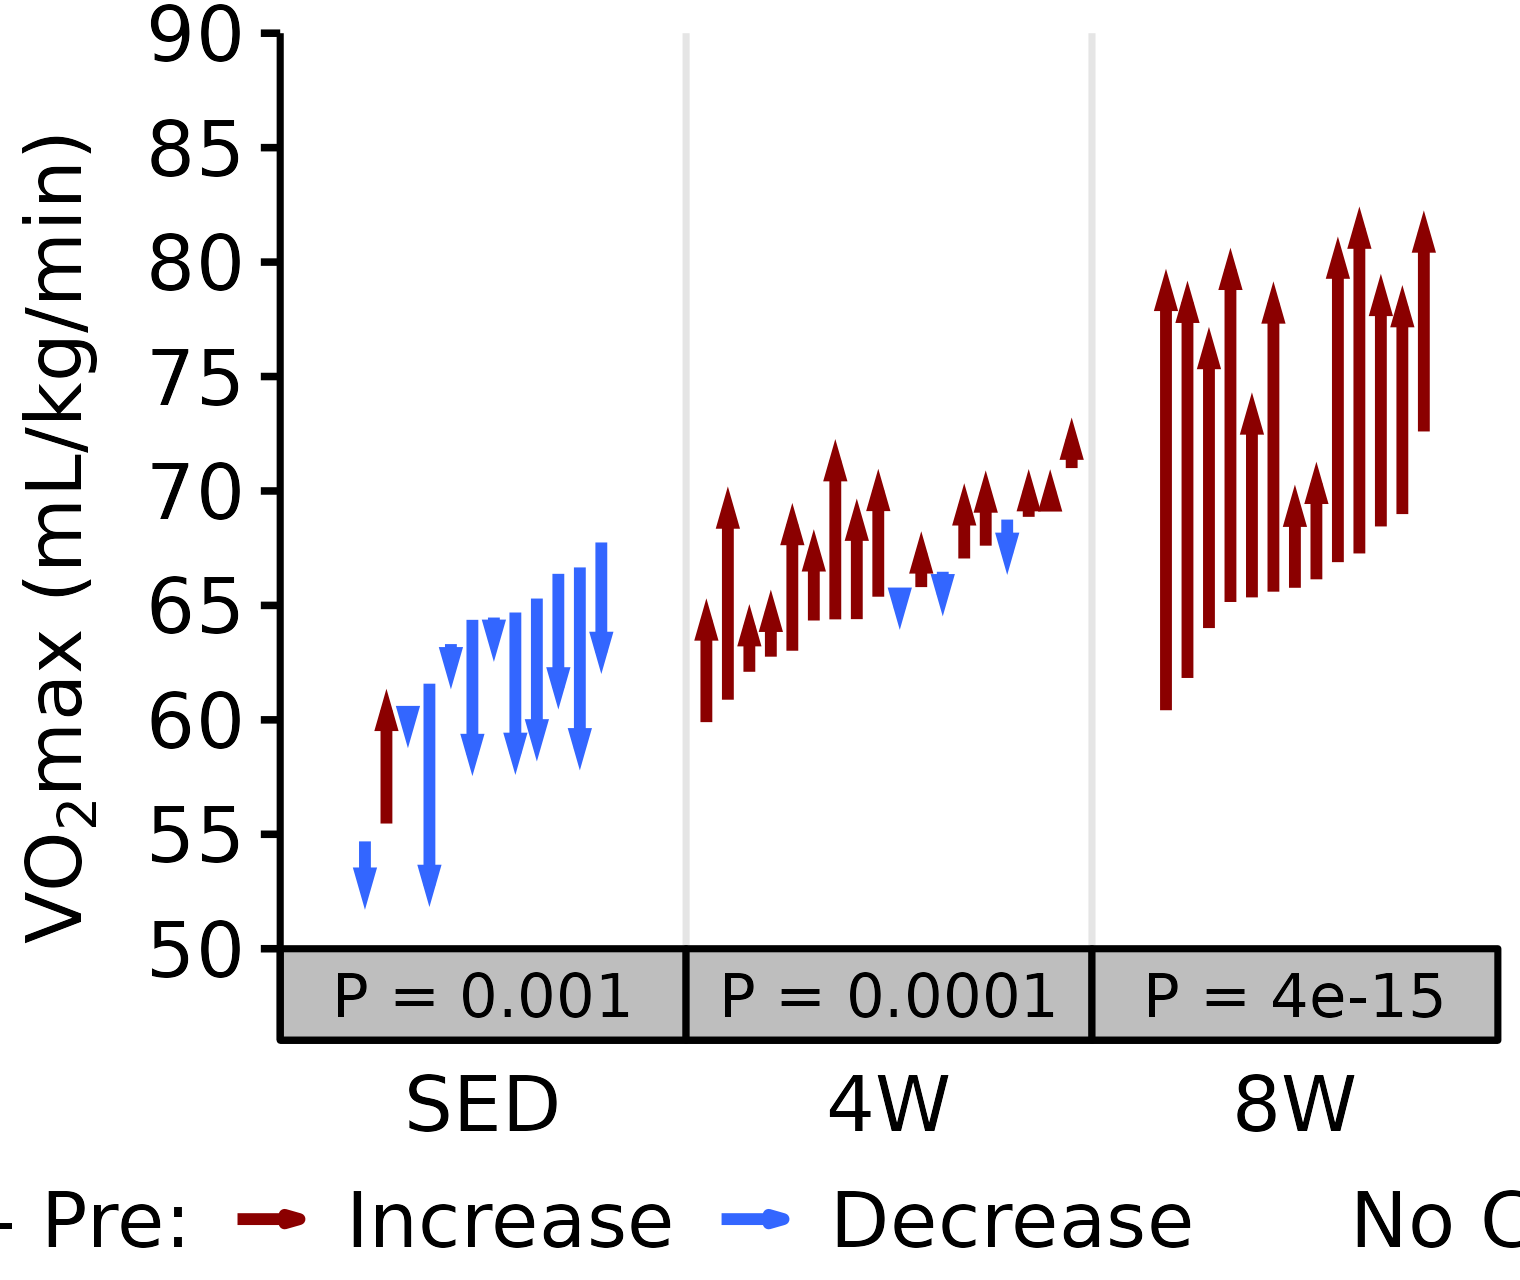 90
85
80
75
70
65
60
55
50
VO₂max (mL/kg/min)
P = 0.001 P = 0.0001 P = 4e-15
SED 4W 8W
- Pre: Increase Decrease No